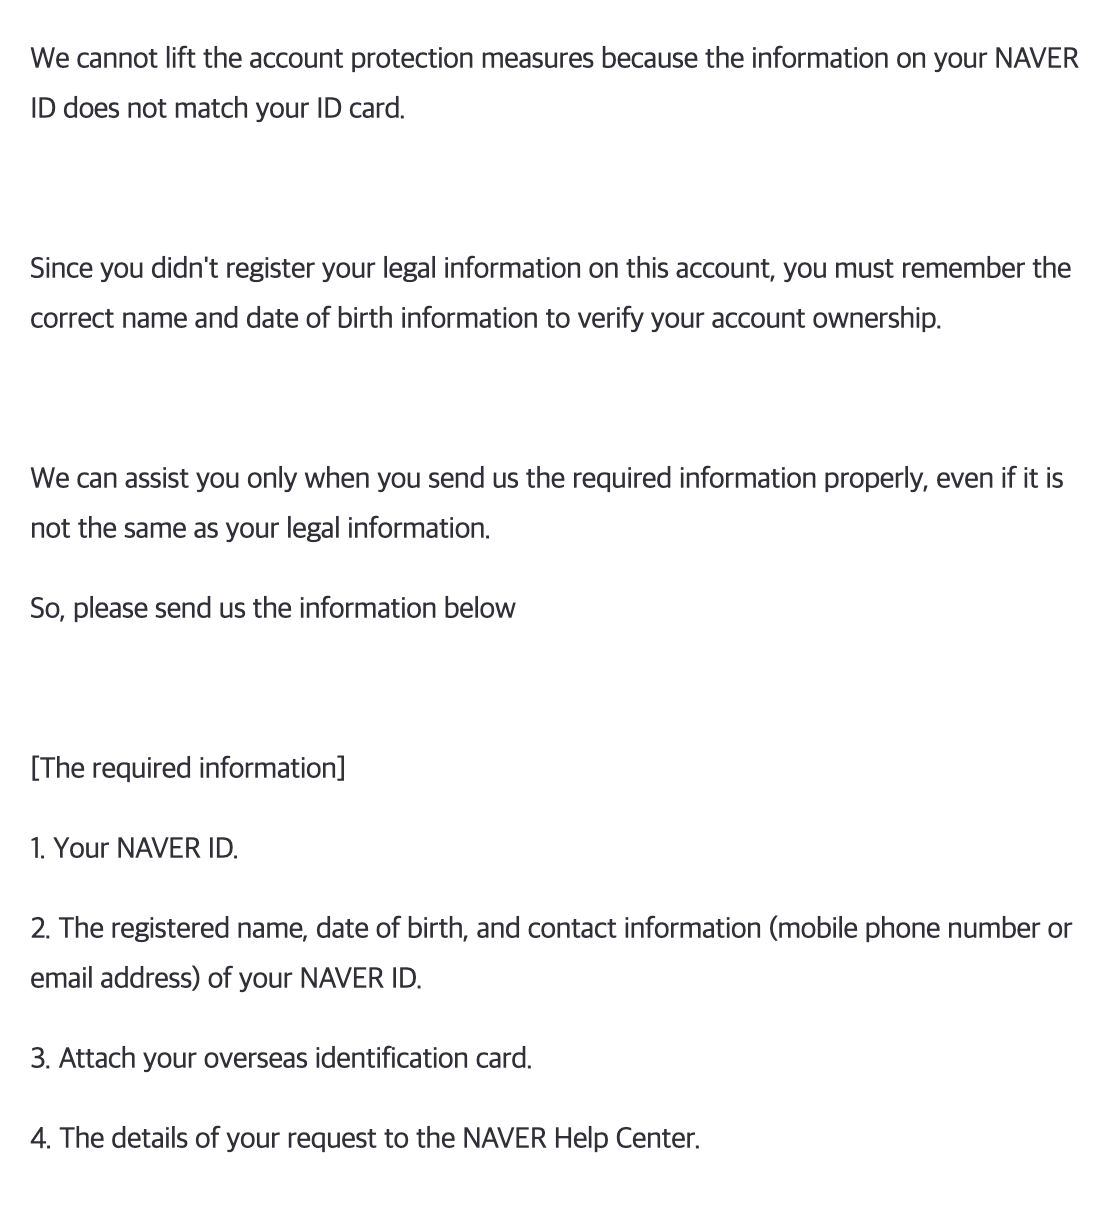 We cannot lift the account protection measures because the information on your NAVER
ID does not match your ID card.
Since you didn't register your legal information on this account, you must remember the
correct name and date of birth information to verify your account ownership.
We can assist you only when you send us the required information properly, even if it is
not the same as your legal information.
So, please send us the information below
[The required information]
1. Your NAVER ID.
2. The registered name, date of birth, and contact information (mobile phone number or
email address) of your NAVER ID.
3. Attach your overseas identification card.
4. The details of your request to the NAVER Help Center.